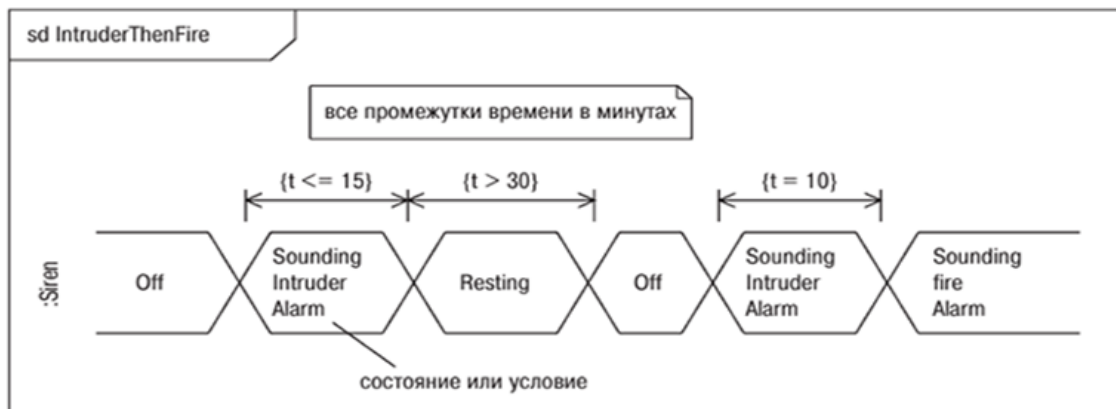 sd IntruderThenFire
все промежутки времени в минутах
{t <= 15}
{t > 30}
{t = 10}
:Siren
Off
Sounding
Intruder
Alarm
Resting
Off
Sounding
Intruder
Alarm
Sounding
fire
Alarm
состояние или условие